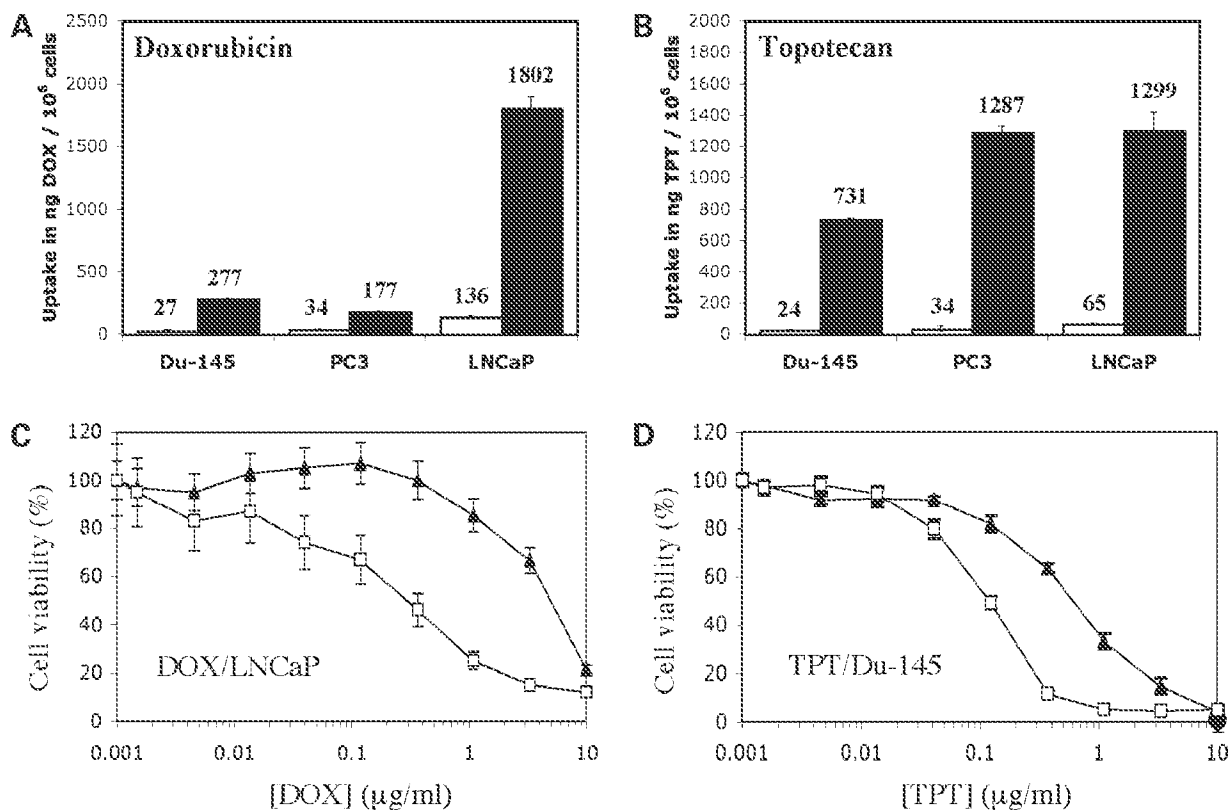 A
Doxorubicin
Uptake in ng DOX / 10⁶ cells
2500
2000
1500
1000
500
0
27
277
34
177
136
1802
Du-145
PC3
LNCaP
B
Topotecan
Uptake in ng TPT / 10⁶ cells
2000
1800
1600
1400
1200
1000
800
600
400
200
0
24
731
34
1287
65
1299
Du-145
PC3
LNCaP
C
Cell viability (%)
120
100
80
60
40
20
0
DOX/LNCaP
0.001
0.01
0.1
1
10
[DOX] (µg/ml)
D
Cell viability (%)
120
100
80
60
40
20
0
TPT/Du-145
0.001
0.01
0.1
1
10
[TPT] (µg/ml)